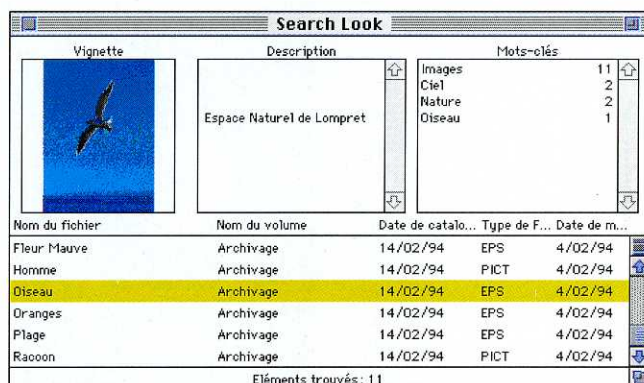 Search Look
Vignette Description Mots-clés
Images 11
Ciel 2
Nature 2
Oiseau 1
Espace Naturel de Lompret
Nom du fichier Nom du volume Date de catalo... Type de F... Date de m...
Fleur Mauve Archivage 14/02/94 EPS 4/02/94
Homme Archivage 14/02/94 PICT 4/02/94
Oiseau Archivage 14/02/94 EPS 4/02/94
Oranges Archivage 14/02/94 EPS 4/02/94
Plage Archivage 14/02/94 EPS 4/02/94
Racoon Archivage 14/02/94 PICT 4/02/94
Eléments trouvés: 11